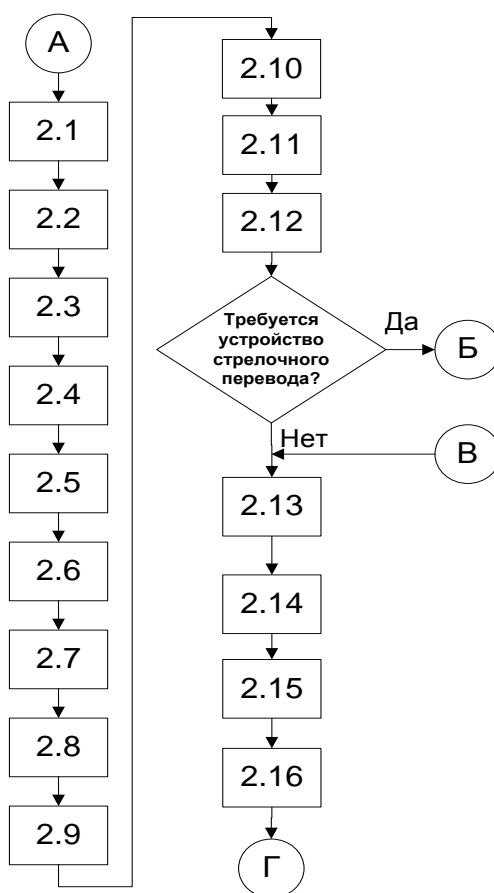 А
2.1
2.2
2.3
2.4
2.5
2.6
2.7
2.8
2.9
2.10
2.11
2.12
Требуется
устройство
стрелочного
перевода?
Да
Б
Нет
В
2.13
2.14
2.15
2.16
Г